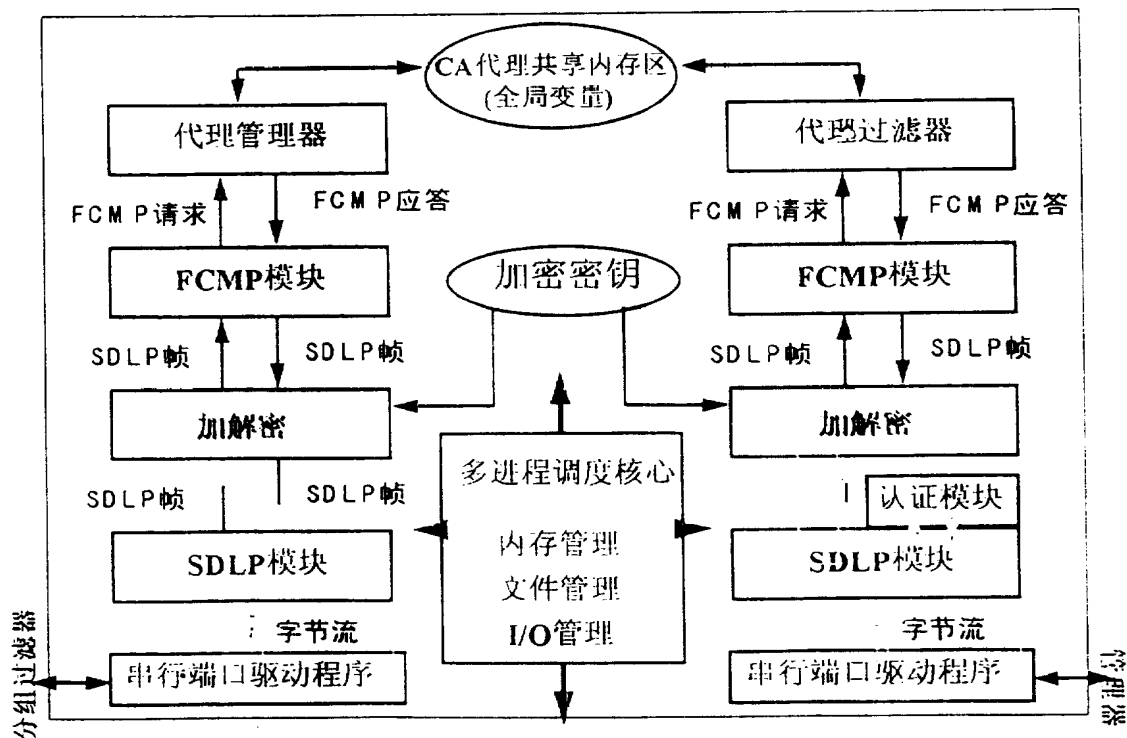 CA代理共享内存区
(全局变量)
代理管理器
代理过滤器
FCMP请求
FCMP应答
FCMP请求
FCMP应答
FCMP模块
加密密钥
FCMP模块
SDLP帧
SDLP帧
SDLP帧
SDLP帧
加解密
加解密
多进程调度核心
内存管理
文件管理
I/O管理
SDLP帧
SDLP帧
认证模块
SDLP模块
SDLP模块
字节流
字节流
串行端口驱动程序
串行端口驱动程序
分组过滤器
管理器